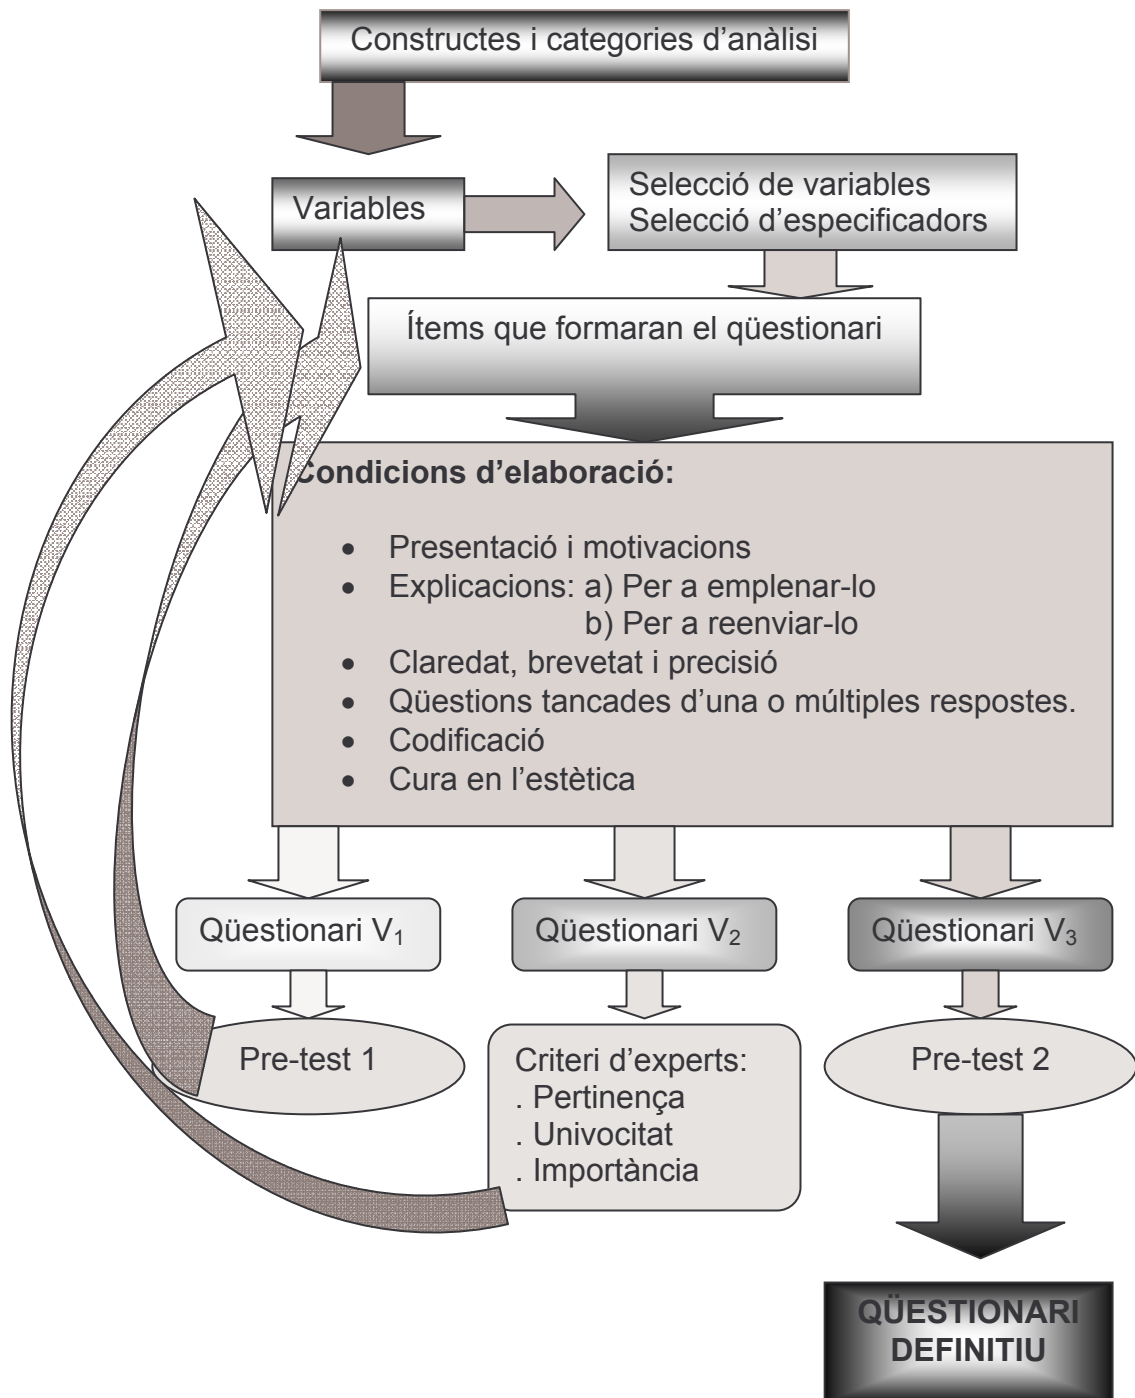 Constructes i categories d’anàlisi
Variables
Selecció de variables
Selecció d’especificadors
Ítems que formaran el qüestionari
Condicions d’elaboració:
• Presentació i motivacions
• Explicacions: a) Per a emplenar-lo
b) Per a reenviar-lo
• Claredat, brevetat i precisió
• Qüestions tancades d’una o múltiples respostes.
• Codificació
• Cura en l’estètica
Qüestionari V₁
Qüestionari V₂
Qüestionari V₃
Pre-test 1
Criteri d’experts:
. Pertinença
. Univocitat
. Importància
Pre-test 2
QÜESTIONARI
DEFINITIU